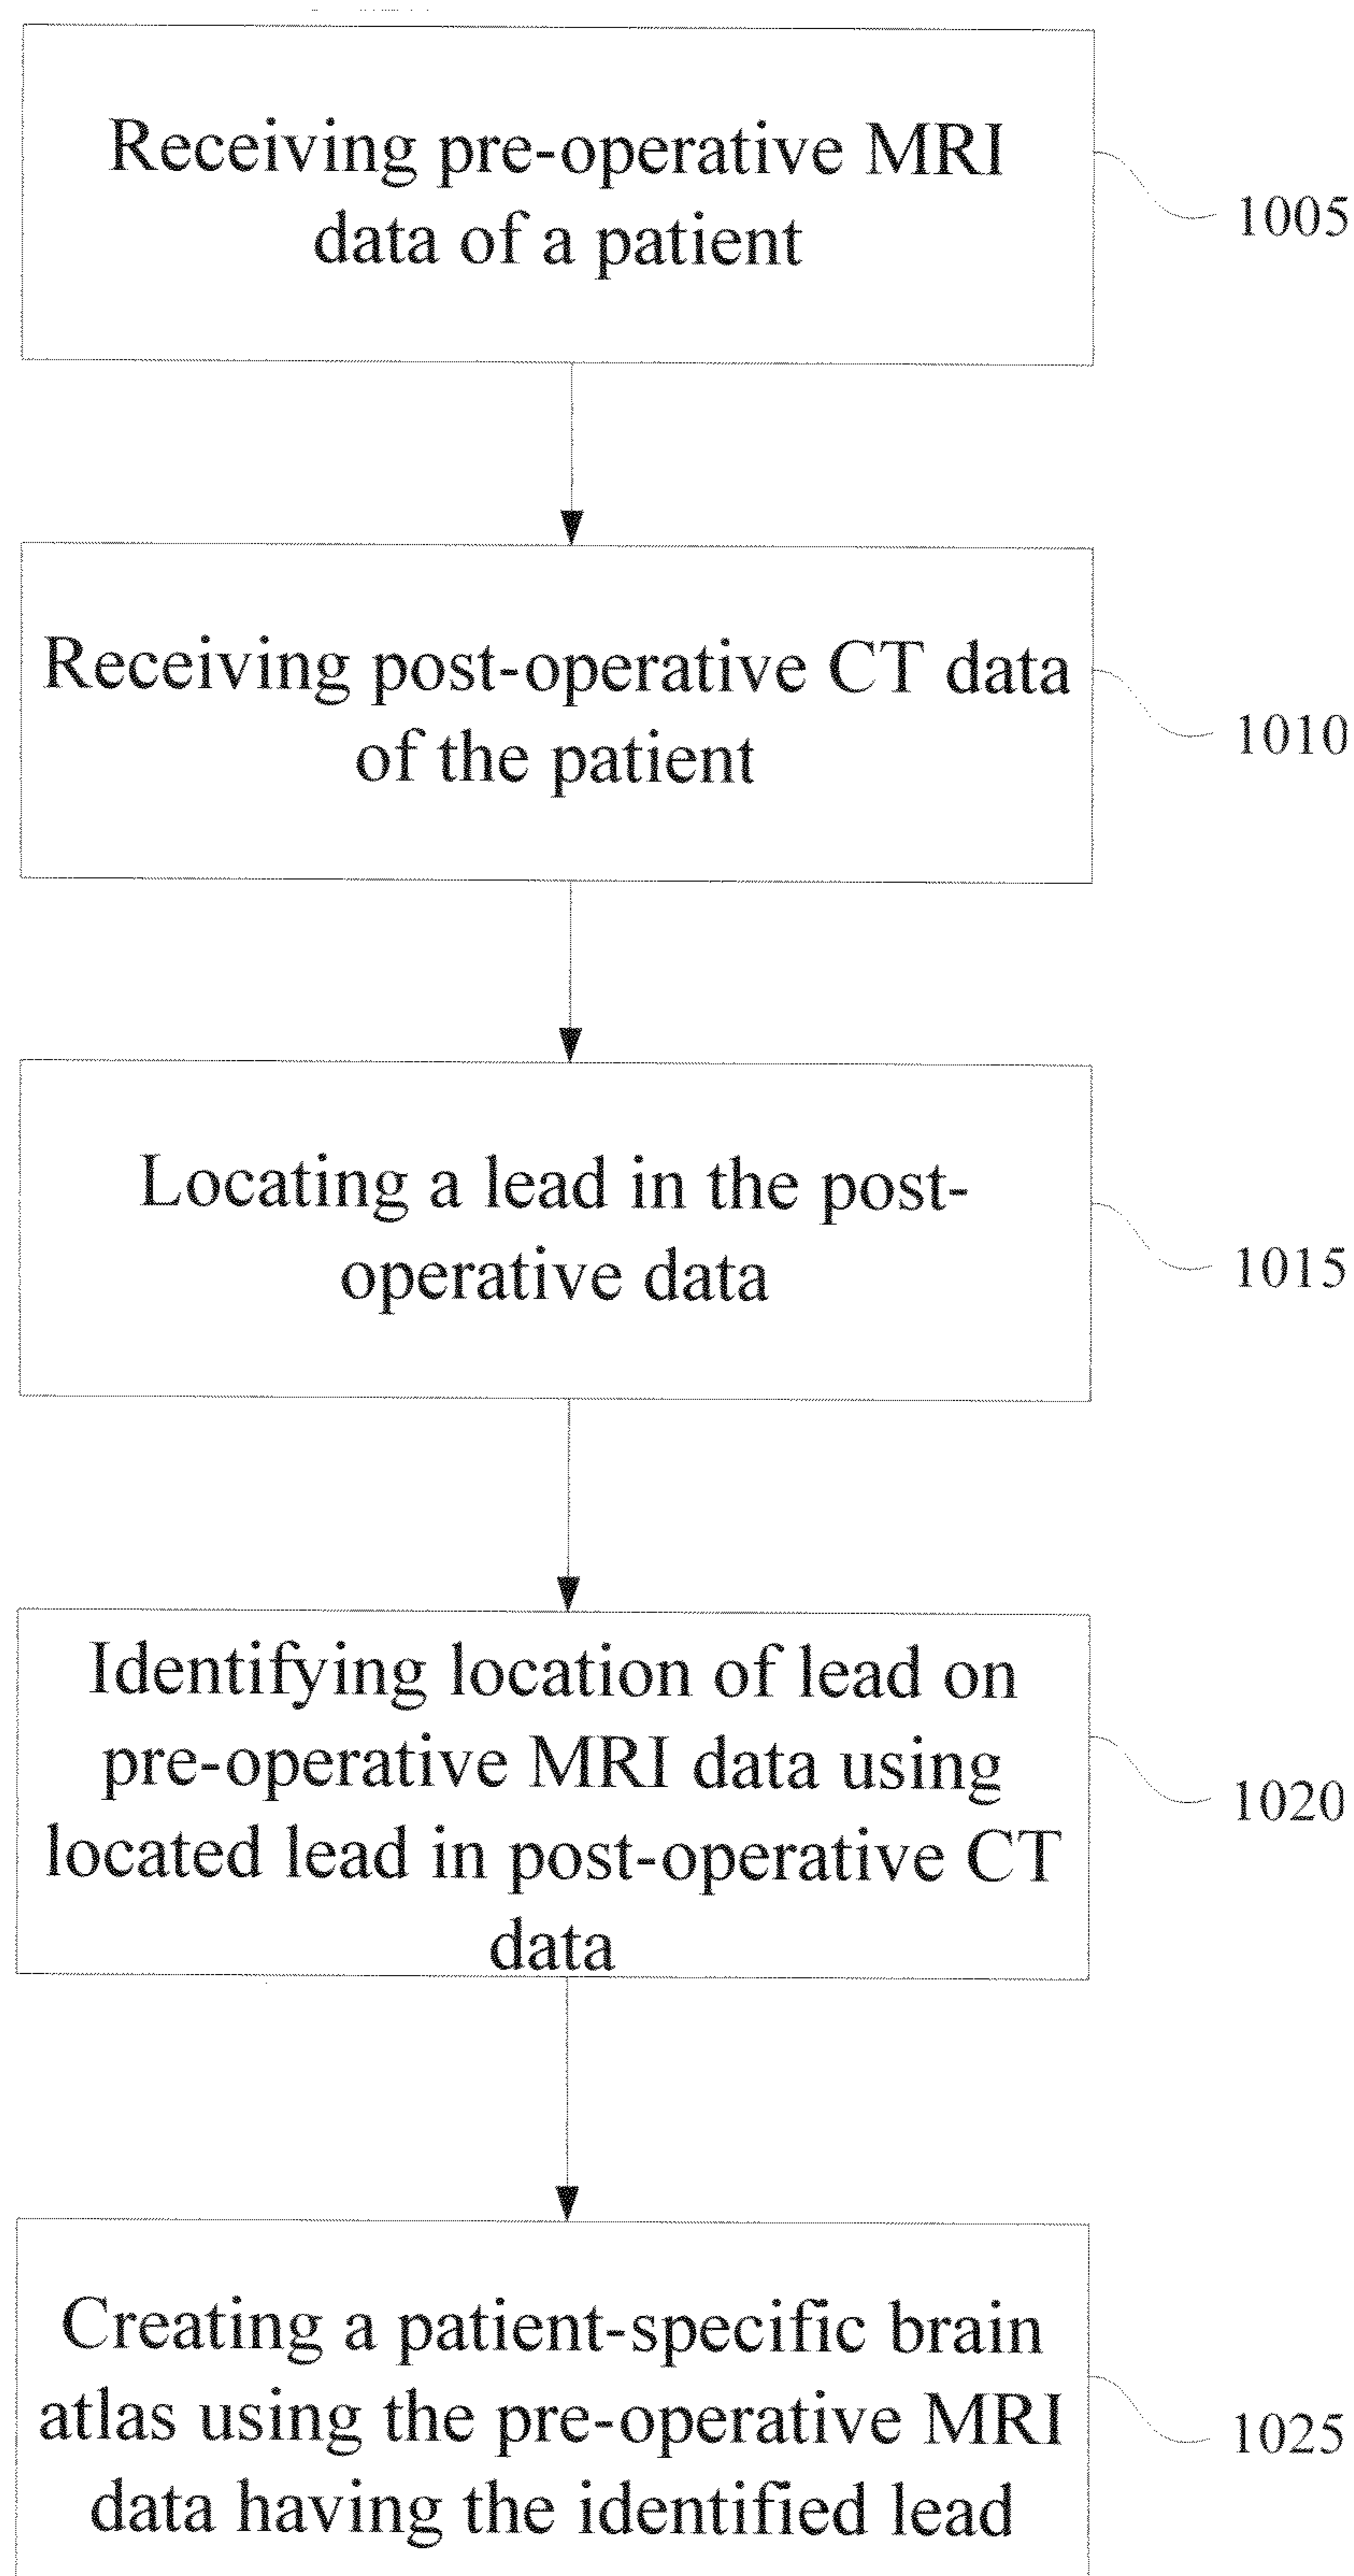 Receiving pre-operative MRI
data of a patient
1005
Receiving post-operative CT data
of the patient
1010
Locating a lead in the post-
operative data
1015
Identifying location of lead on
pre-operative MRI data using
located lead in post-operative CT
data
1020
Creating a patient-specific brain
atlas using the pre-operative MRI
data having the identified lead
1025